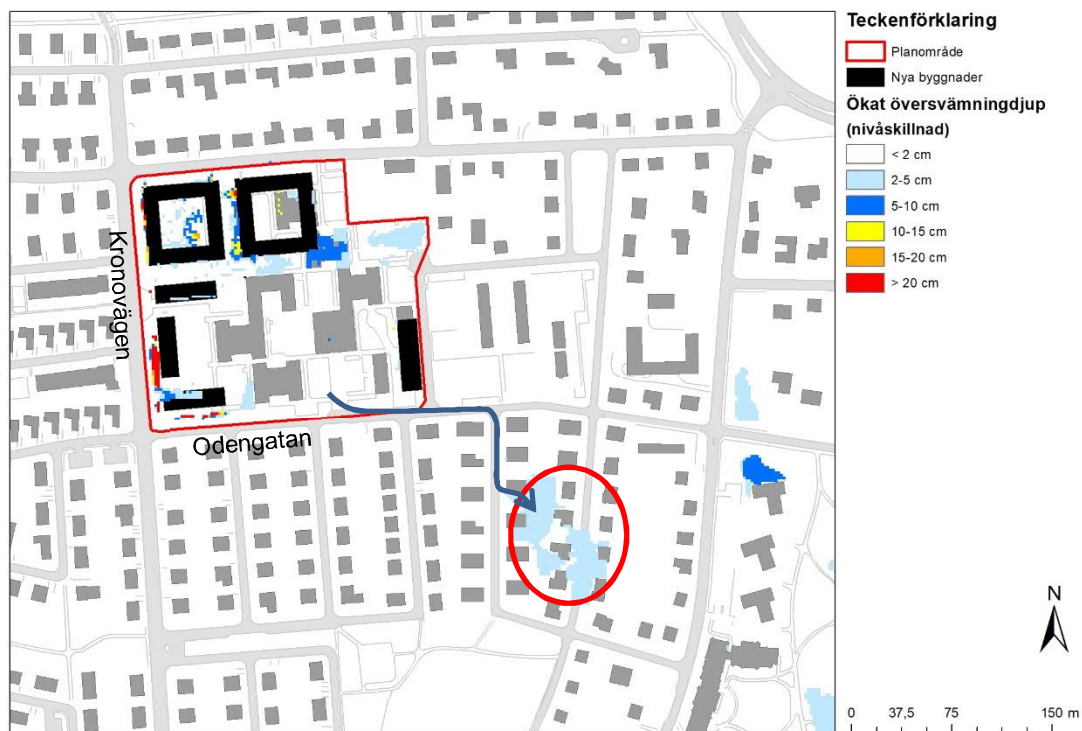 Teckenförklaring
Planområde
Nya byggnader
Ökat översvämningdjup
(nivåskillnad)
< 2 cm
2-5 cm
5-10 cm
10-15 cm
15-20 cm
> 20 cm
Kronovägen
Odengatan
N
0 37,5 75 150 m